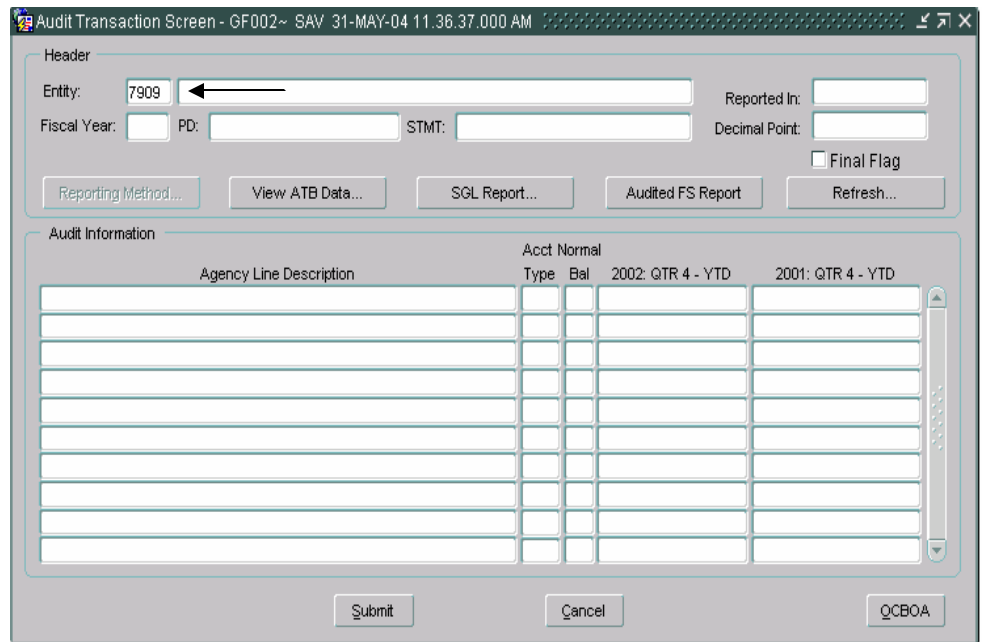 Audit Transaction Screen - GF002~ SAV 31-MAY-04 11.36.37.000 AM
Header
Entity: 7909
Reported In:
Fiscal Year: PD: STMT: Decimal Point:
Final Flag
Reporting Method... View ATB Data... SGL Report... Audited FS Report Refresh...
Audit Information
Acct Normal
Agency Line Description Type Bal 2002: QTR 4 - YTD 2001: QTR 4 - YTD
Submit Cancel OCBOA